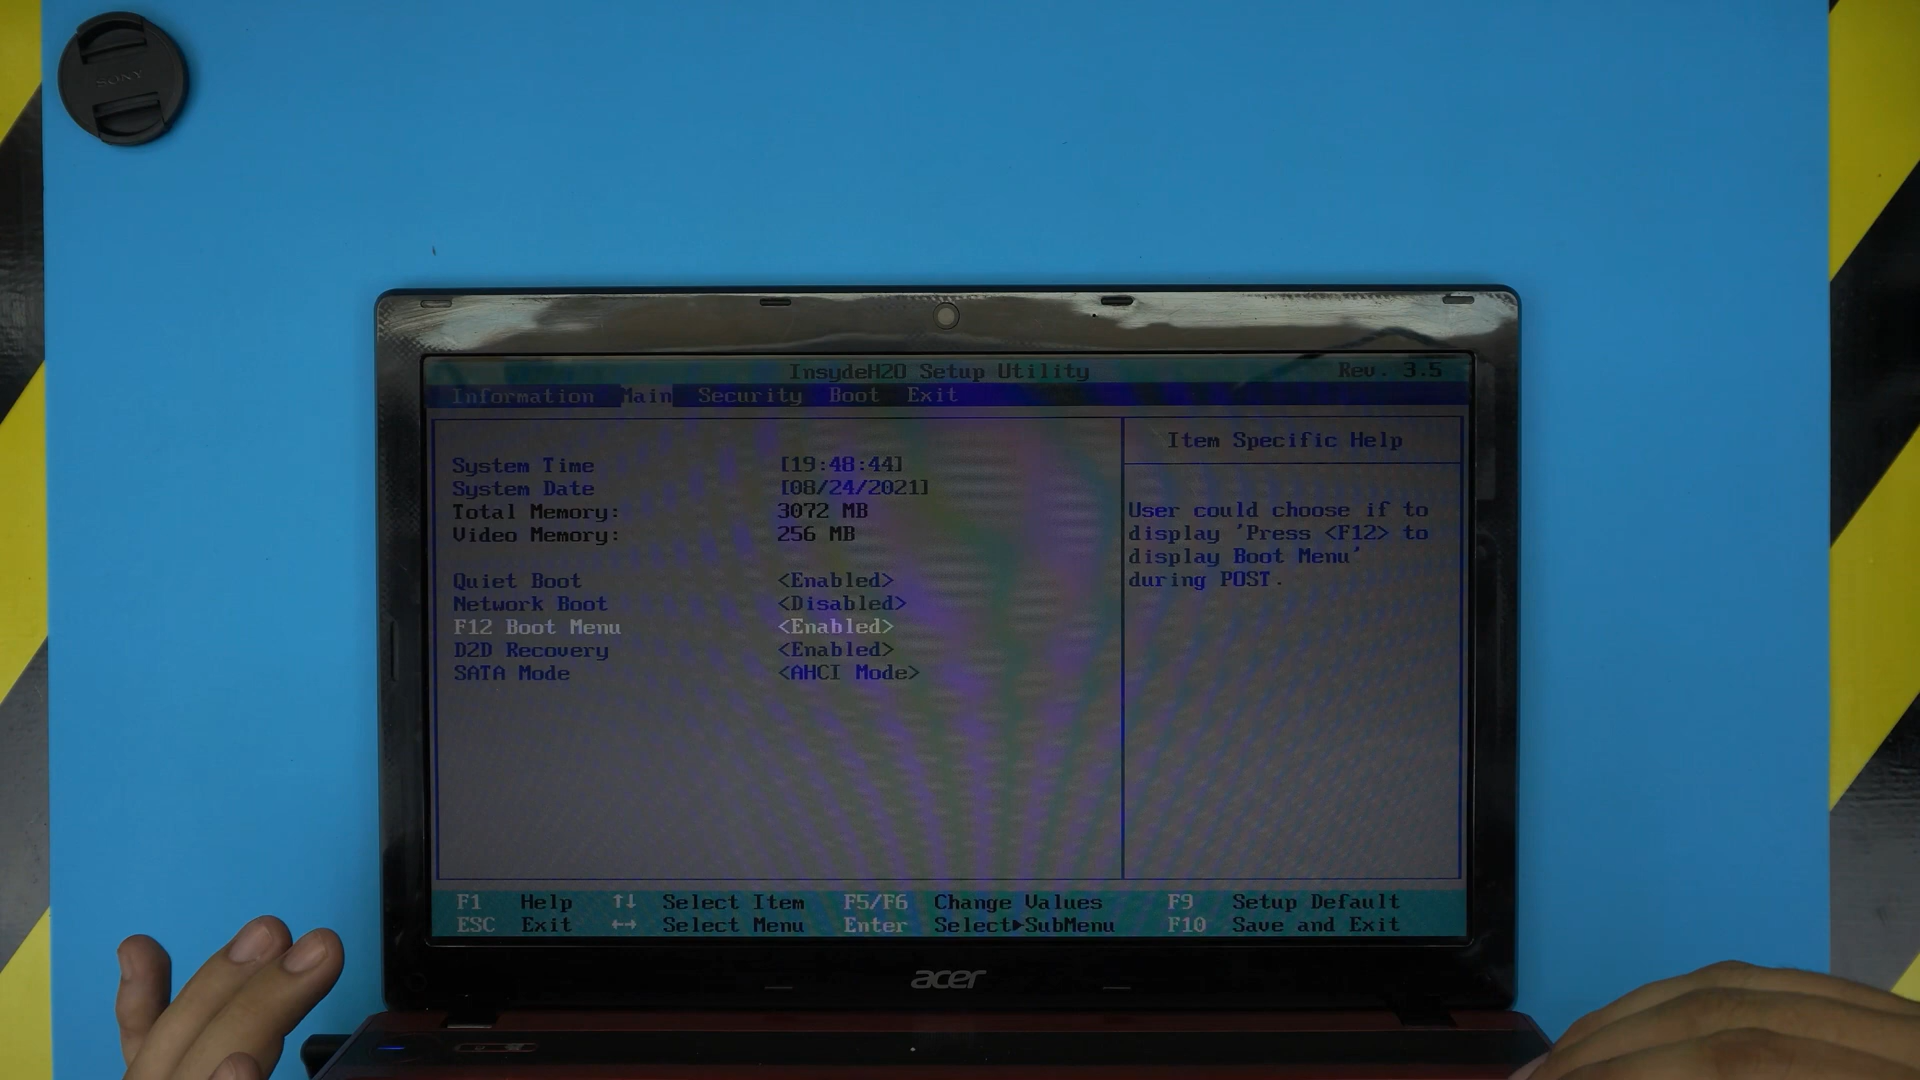 SONY
InsydeH2O Setup Utility Rev. 3.5
Information Main Security Boot Exit
System Time [19:48:44]
System Date [08/24/2021]
Total Memory: 3072 MB
Video Memory: 256 MB
Quiet Boot <Enabled>
Network Boot <Disabled>
F12 Boot Menu <Enabled>
D2D Recovery <Enabled>
SATA Mode <AHCI Mode>
Item Specific Help
User could choose if to
display 'Press <F12> to
display Boot Menu'
during POST.
F1 Help ↑↓ Select Item F5/F6 Change Values F9 Setup Default
ESC Exit ←→ Select Menu Enter Select▶SubMenu F10 Save and Exit
acer